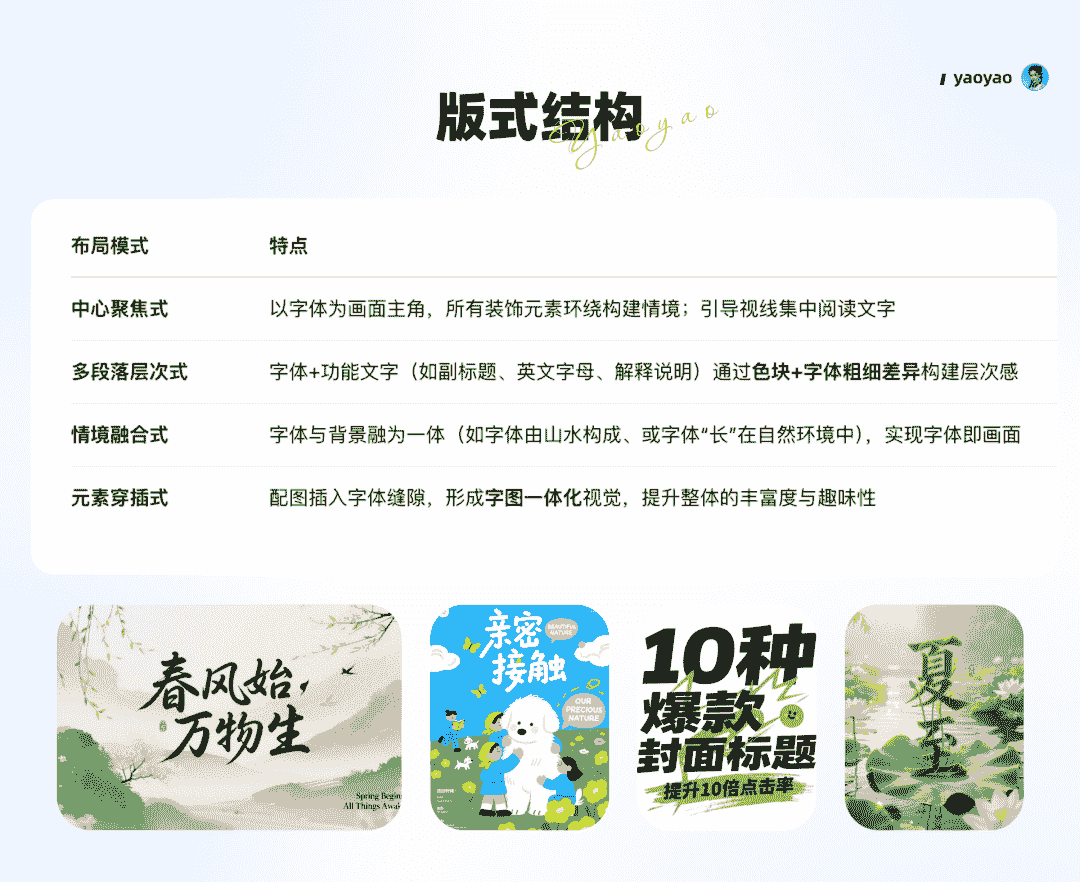 yaoyao
版式结构
yaoyao
布局模式 特点
中心聚焦式 以字体为画面主角，所有装饰元素环绕构建情境；引导视线集中阅读文字
多段落层次式 字体+功能文字（如副标题、英文字母、解释说明）通过色块+字体粗细差异构建层次感
情境融合式 字体与背景融为一体（如字体由山水构成、或字体“长”在自然环境中），实现字体即画面
元素穿插式 配图插入字体缝隙，形成字图一体化视觉，提升整体的丰富度与趣味性
春风始，
万物生
Spring Begin
All Things Awak
亲密
接触
BEAUTIFUL
NATURE
OUR
PRECIOUS
NATURE
10种
爆款
封面标题
提升10倍点击率
夏
至